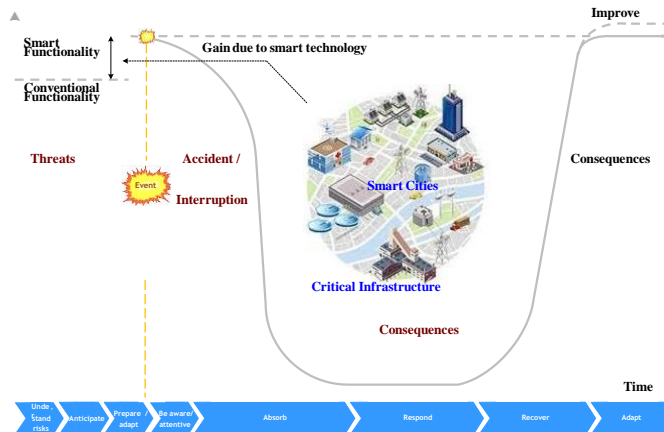 Improve
Smart
Functionality
Gain due to smart technology
Conventional
Functionality
Threats
Accident /
Interruption
Event
Consequences
Smart Cities
Critical Infrastructure
Consequences
Time
Unde ,
Stand
risks
Anticipate
Prepare /
adapt
Be aware/
attentive
Absorb
Respond
Recover
Adapt